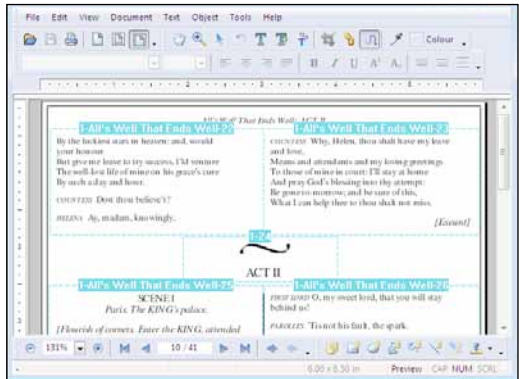 File Edit View Document Text Object Tools Help
Colour
B I U A A
All's Well That Ends Well: ACT II
1-All's Well That Ends Well-22
By the luckiest stars in heaven: and, would
your honour
But give me leave to try success, I'd venture
The well-lost life of mine on his grace's cure
By such a day and hour.
COUNTESS Dost thou believe't?
HELENA Ay, madam, knowingly.
1-All's Well That Ends Well-23
COUNTESS Why, Helen, thou shalt have my leave
and love,
Means and attendants and my loving greetings
To those of mine in court: I'll stay at home
And pray God's blessing into thy attempt:
Be gone to-morrow; and be sure of this,
What I can help thee to thou shalt not miss.
[Exeunt]
1-24
ACT II
1-All's Well That Ends Well-25
SCENE I
Paris. The KING's palace.
[Flourish of cornets. Enter the KING, attended
1-All's Well That Ends Well-26
FIRST LORD O, my sweet lord, that you will stay
behind us!
PAROLLES 'Tis not his fault, the spark.
131% 10 / 41
6.00 x 6.50 in Preview CAP NUM SCRL